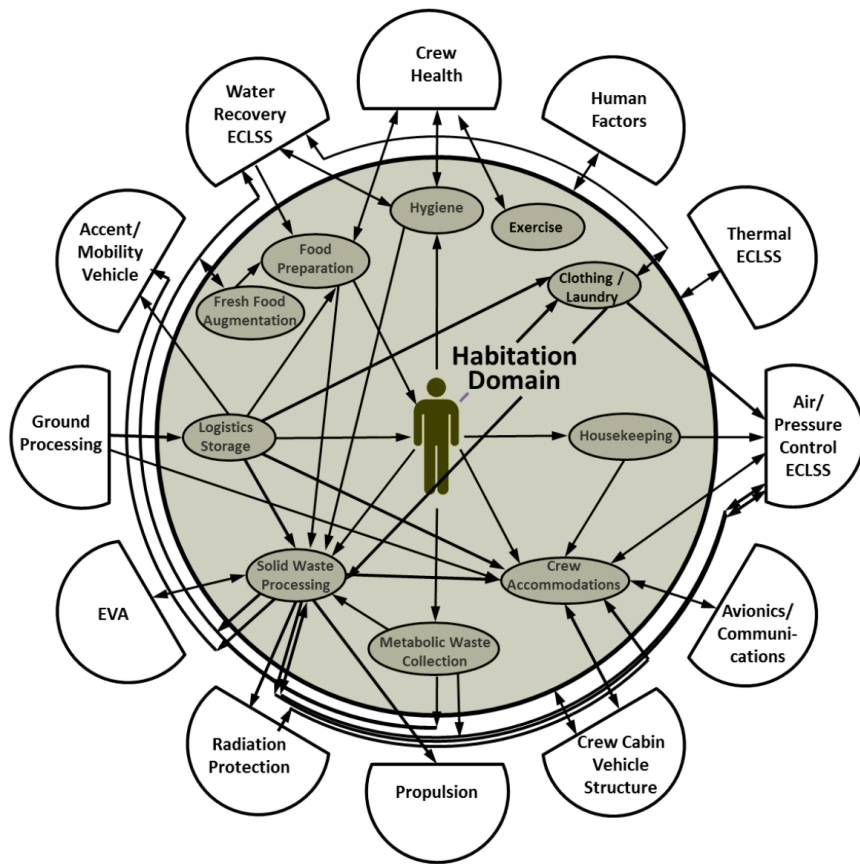 Crew
Health
Water
Recovery
ECLSS
Human
Factors
Accent/
Mobility
Vehicle
Thermal
ECLSS
Hygiene
Exercise
Food
Preparation
Clothing /
Laundry
Fresh Food
Augmentation
Habitation
Domain
Ground
Processing
Logistics
Storage
Housekeeping
Air/
Pressure
Control
ECLSS
Solid Waste
Processing
Crew
Accommodations
EVA
Metabolic Waste
Collection
Avionics/
Communi-
cations
Radiation
Protection
Propulsion
Crew Cabin
Vehicle
Structure